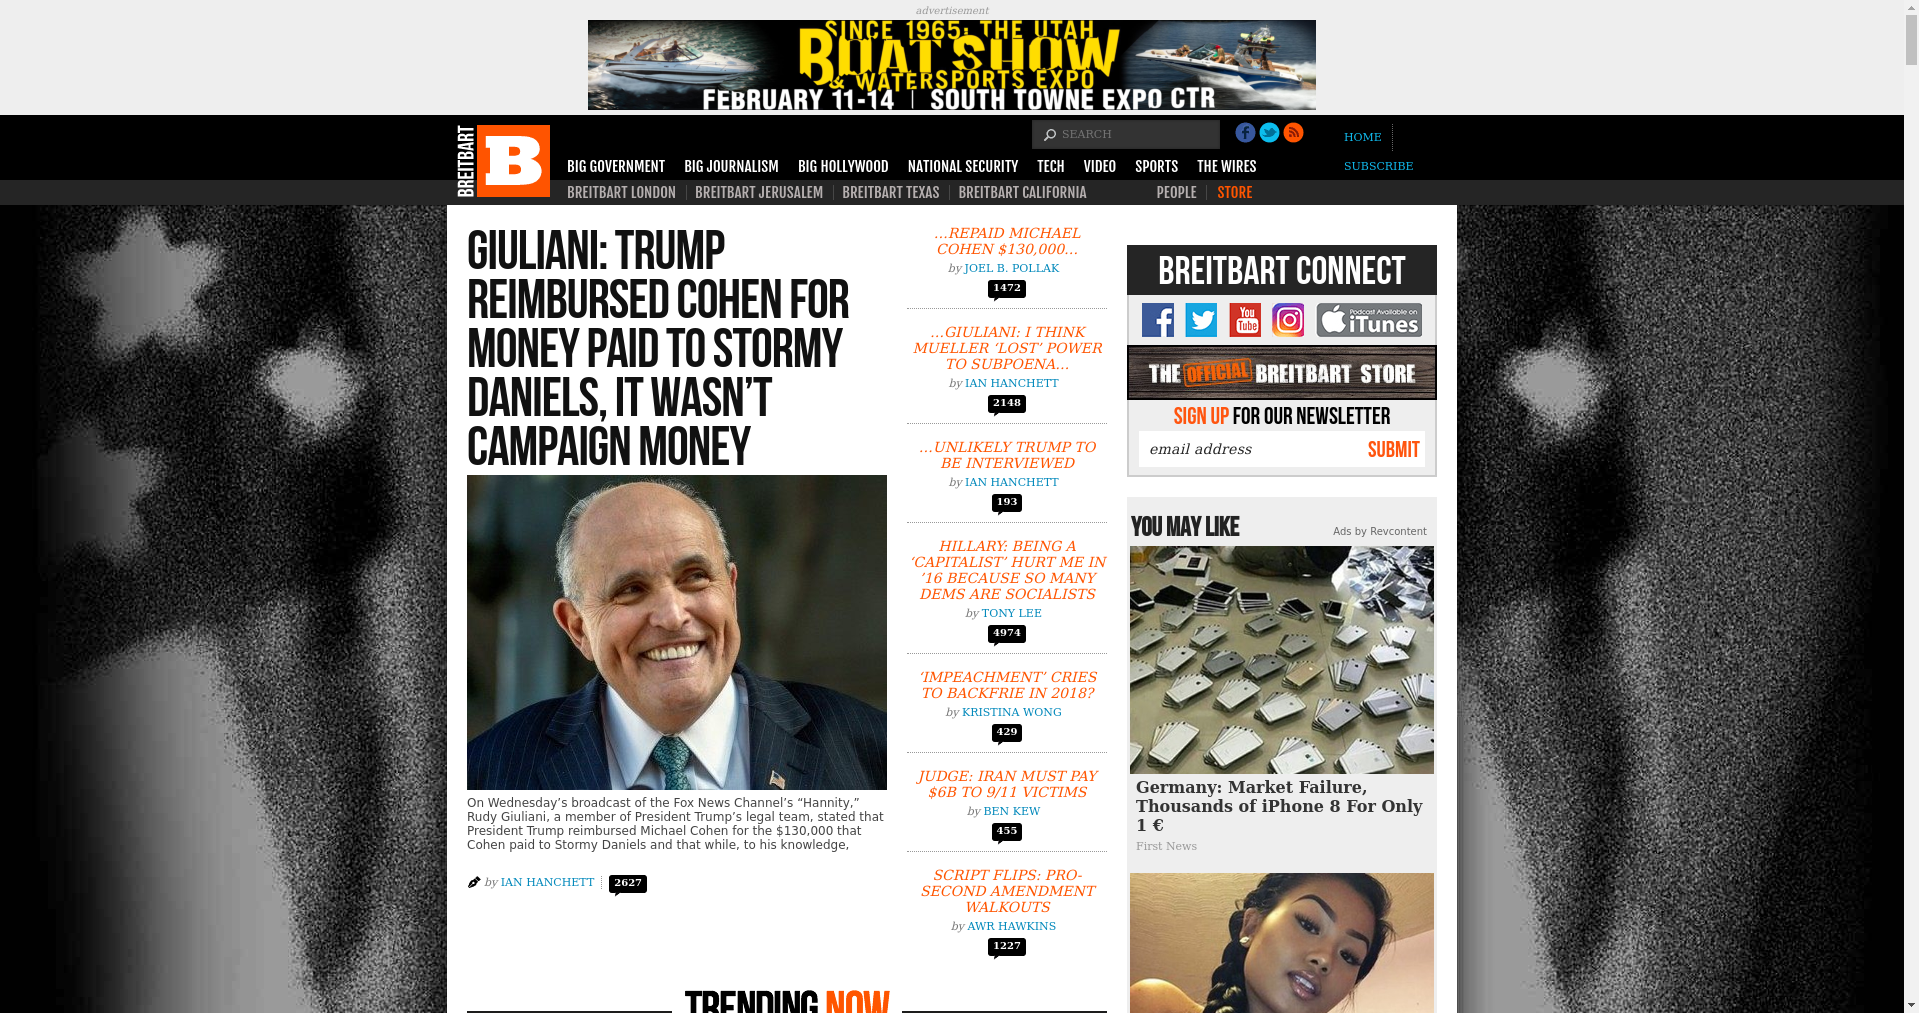 advertisement
SINCE 1965: THE UTAH
BOAT SHOW
& WATERSPORTS EXPO
FEBRUARY 11-14 | SOUTH TOWNE EXPO CTR
BREITBART
B
SEARCH
HOME
SUBSCRIBE
BIG GOVERNMENT BIG JOURNALISM BIG HOLLYWOOD NATIONAL SECURITY TECH VIDEO SPORTS THE WIRES
BREITBART LONDON BREITBART JERUSALEM BREITBART TEXAS BREITBART CALIFORNIA PEOPLE STORE
GIULIANI: TRUMP
REIMBURSED COHEN FOR
MONEY PAID TO STORMY
DANIELS, IT WASN’T
CAMPAIGN MONEY
On Wednesday’s broadcast of the Fox News Channel’s “Hannity,”
Rudy Giuliani, a member of President Trump’s legal team, stated that
President Trump reimbursed Michael Cohen for the $130,000 that
Cohen paid to Stormy Daniels and that while, to his knowledge,
by IAN HANCHETT 2627
…REPAID MICHAEL
COHEN $130,000…
by JOEL B. POLLAK
1472
…GIULIANI: I THINK
MUELLER ‘LOST’ POWER
TO SUBPOENA…
by IAN HANCHETT
2148
…UNLIKELY TRUMP TO
BE INTERVIEWED
by IAN HANCHETT
193
HILLARY: BEING A
‘CAPITALIST’ HURT ME IN
’16 BECAUSE SO MANY
DEMS ARE SOCIALISTS
by TONY LEE
4974
‘IMPEACHMENT’ CRIES
TO BACKFRIE IN 2018?
by KRISTINA WONG
429
JUDGE: IRAN MUST PAY
$6B TO 9/11 VICTIMS
by BEN KEW
455
SCRIPT FLIPS: PRO-
SECOND AMENDMENT
WALKOUTS
by AWR HAWKINS
1227
TRENDING NOW
BREITBART CONNECT
You
Tube
Podcast Available on
iTunes
THE OFFICIAL BREITBART STORE
SIGN UP FOR OUR NEWSLETTER
email address SUBMIT
YOU MAY LIKE
Ads by Revcontent
Germany: Market Failure,
Thousands of iPhone 8 For Only
1 €
First News